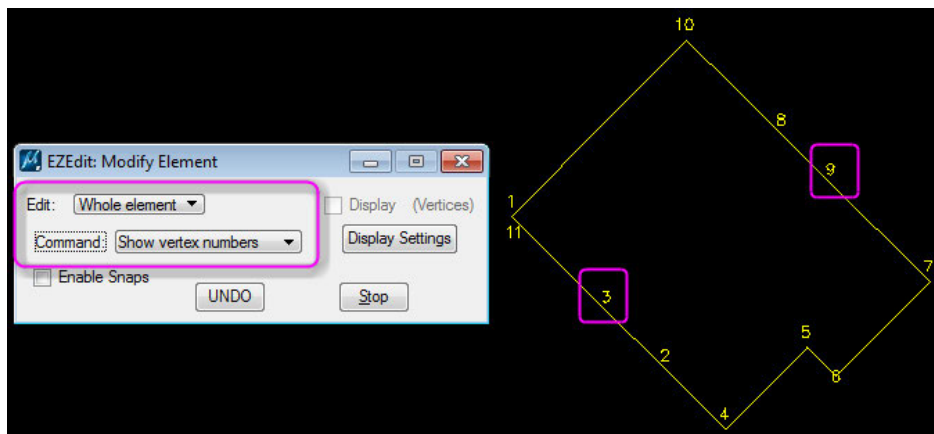 EZEdit: Modify Element
Edit: Whole element
Display (Vertices)
Command: Show vertex numbers
Display Settings
Enable Snaps
UNDO
Stop
10
8
9
1
11
7
3
5
2
6
4